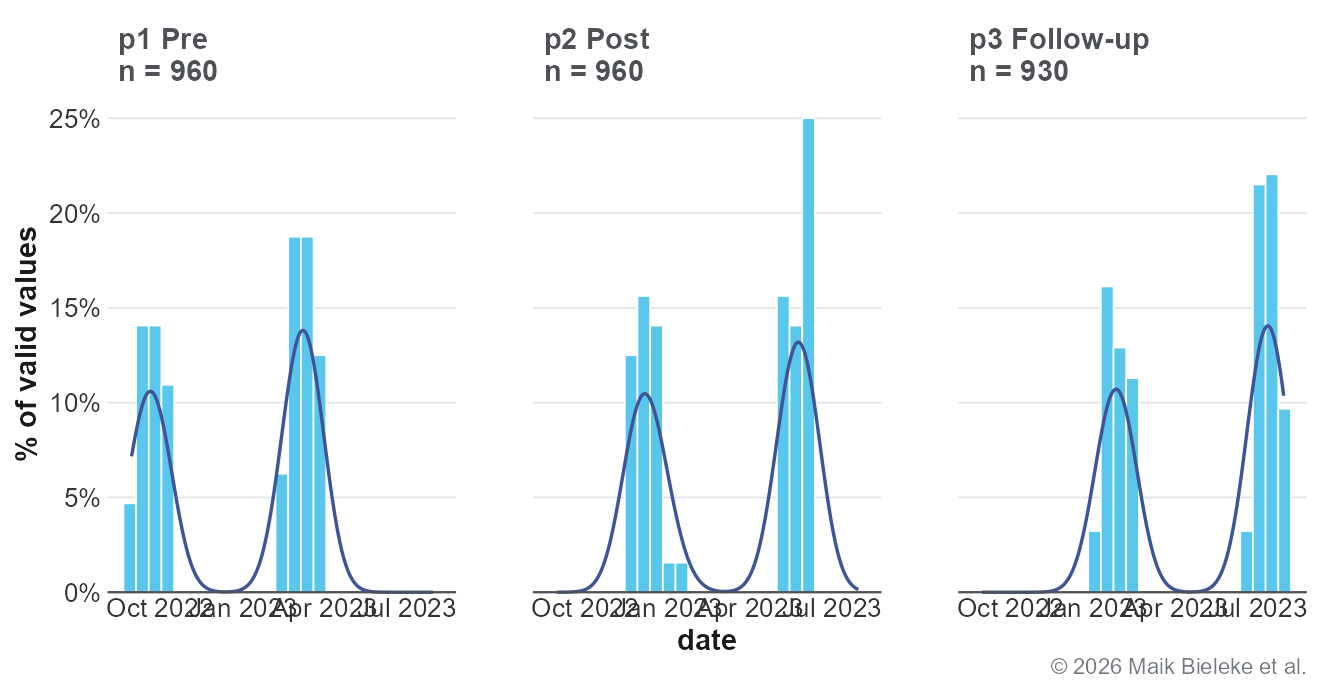 p1 Pre
n = 960
p2 Post
n = 960
p3 Follow-up
n = 930
% of valid values
25%
20%
15%
10%
5%
0%
Oct 2022 Jan 2023 Apr 2023 Jul 2023
Oct 2022 Jan 2023 Apr 2023 Jul 2023
Oct 2022 Jan 2023 Apr 2023 Jul 2023
date
© 2026 Maik Bieleke et al.